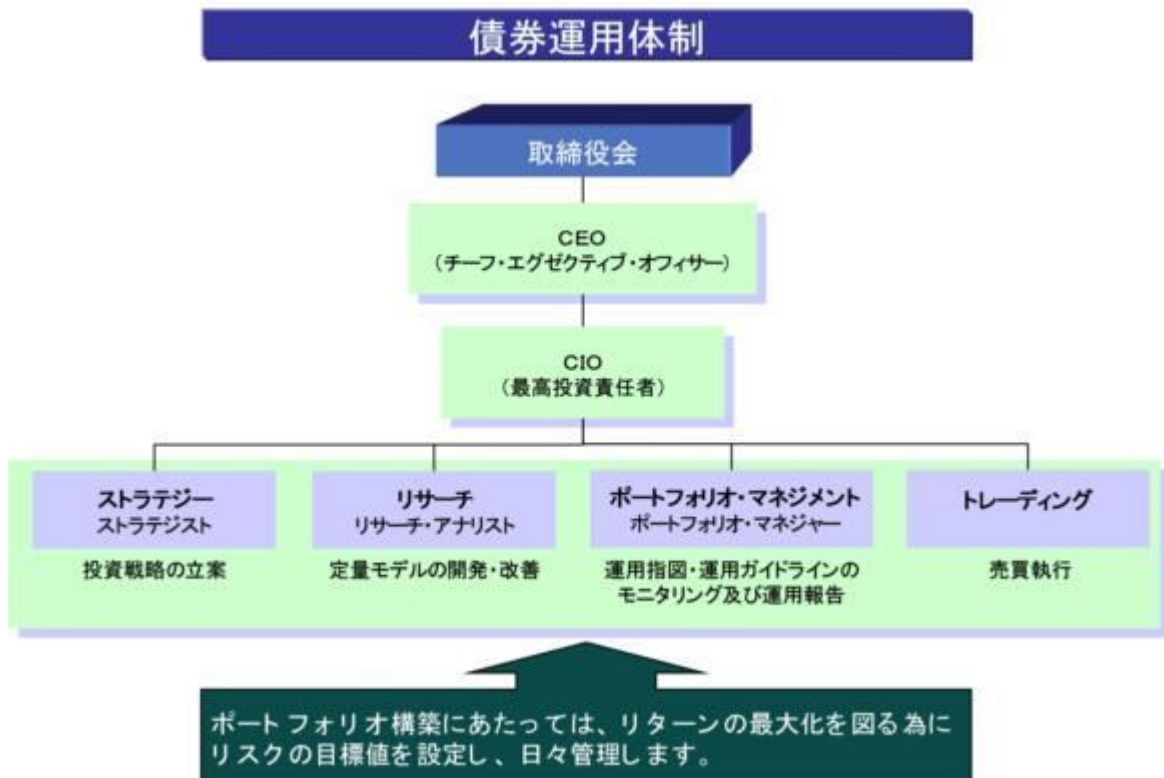 債券運用体制
取締役会
CEO
(チーフ・エグゼクティブ・オフィサー)
CIO
(最高投資責任者)
ストラテジー
ストラテジスト
投資戦略の立案
リサーチ
リサーチ・アナリスト
定量モデルの開発・改善
ポートフォリオ・マネジメント
ポートフォリオ・マネジャー
運用指図・運用ガイドラインの
モニタリング及び運用報告
トレーディング
売買執行
ポートフォリオ構築にあたっては、リターンの最大化を図る為に
リスクの目標値を設定し、日々管理します。